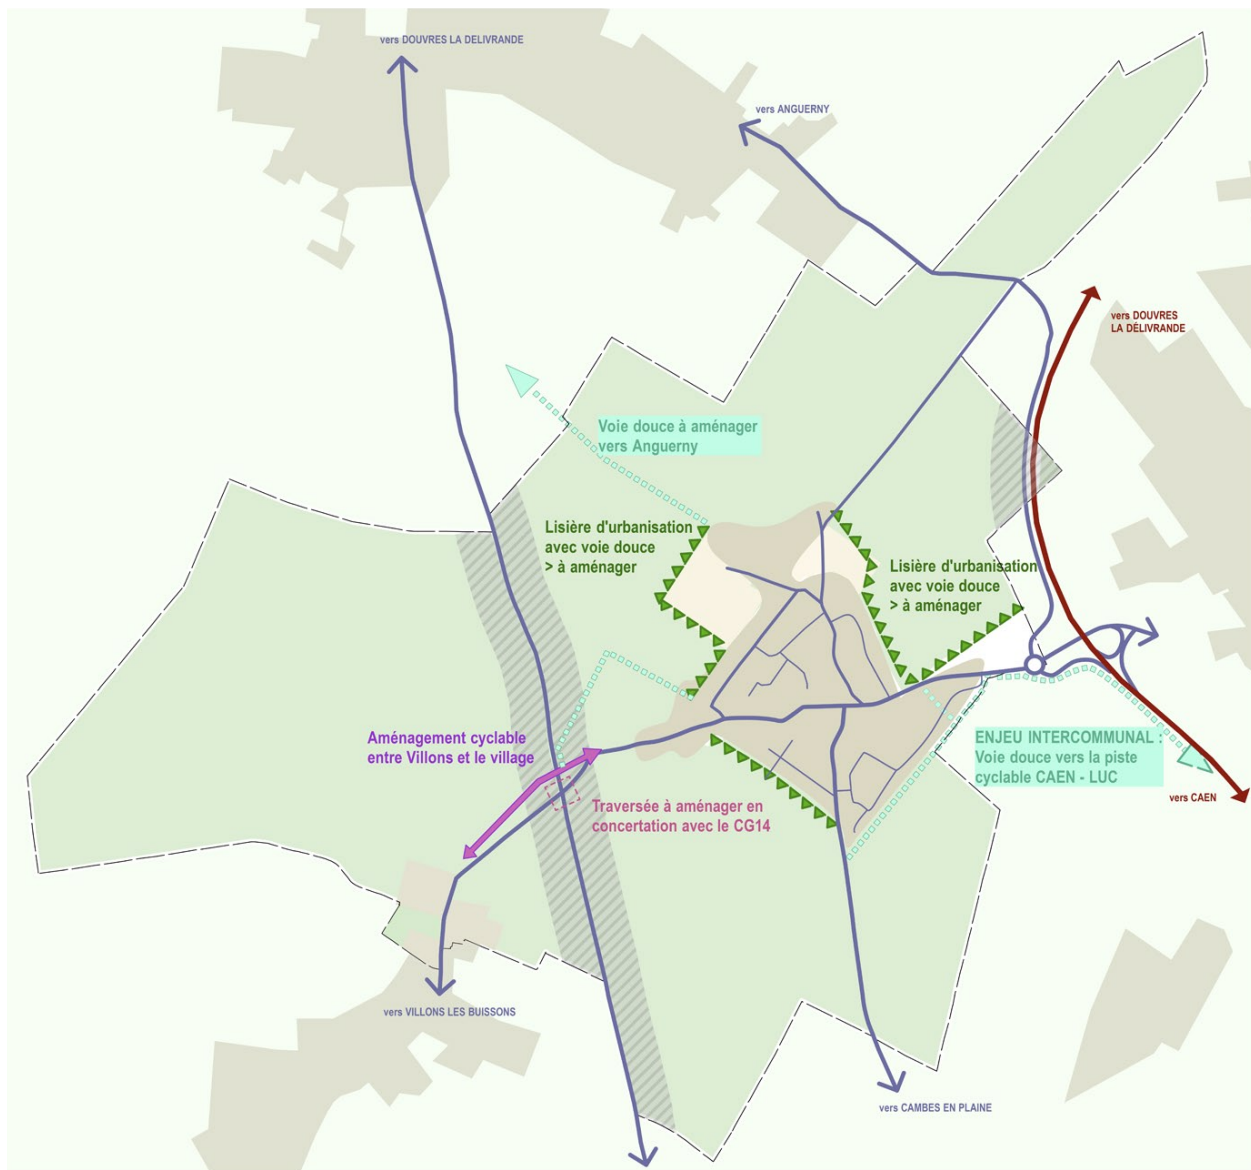 vers DOUVRES LA DELIVRANDE
vers ANGUERNY
vers DOUVRES
LA DÉLIVRANDE
Voie douce à aménager
vers Anguerny
Lisière d'urbanisation
avec voie douce
> à aménager
Lisière d'urbanisation
avec voie douce
> à aménager
Aménagement cyclable
entre Villons et le village
ENJEU INTERCOMMUNAL :
Voie douce vers la piste
cyclable CAEN - LUC
vers CAEN
Traversée à aménager en
concertation avec le CG14
vers VILLONS LES BUISSONS
vers CAMBES EN PLAINE